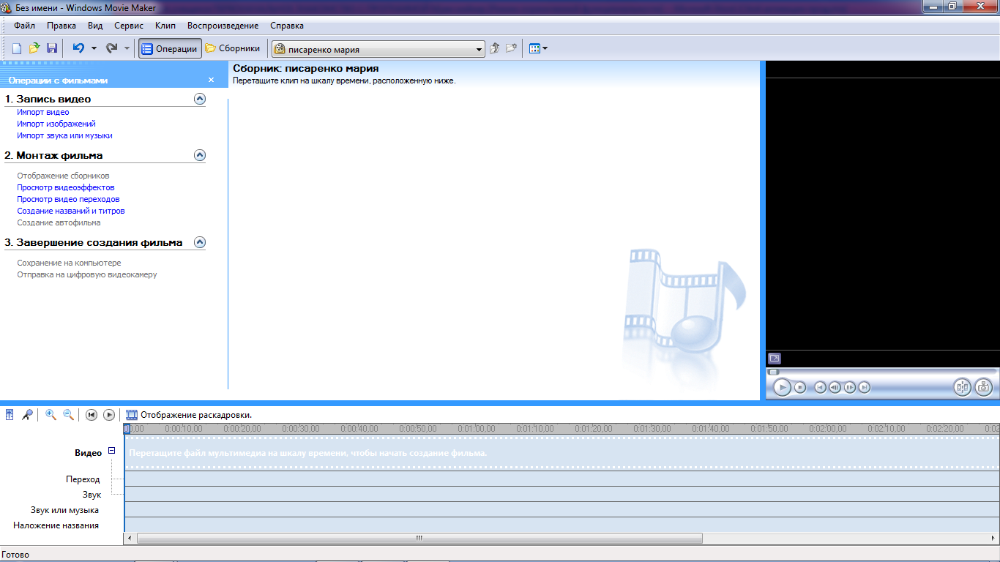 Без имени - Windows Movie Maker
Файл Правка Вид Сервис Клип Воспроизведение Справка
Операции Сборники писаренко мария
Операции с фильмами
1. Запись видео
Импорт видео
Импорт изображений
Импорт звука или музыки
2. Монтаж фильма
Отображение сборников
Просмотр видеоэффектов
Просмотр видео переходов
Создание названий и титров
Создание автофильма
3. Завершение создания фильма
Сохранение на компьютере
Отправка на цифровую видеокамеру
Сборник: писаренко мария
Перетащите клип на шкалу времени, расположенную ниже.
Отображение раскадровки.
0:00:10,00 0:00:20,00 0:00:30,00 0:00:40,00 0:00:50,00 0:01:00,00 0:01:10,00 0:01:20,00 0:01:30,00 0:01:40,00 0:01:50,00 0:02:00,00 0:02:10,00 0:02:20,00
Видео
Перетащите файл мультимедиа на шкалу времени, чтобы начать создание фильма.
Переход
Звук
Звук или музыка
Наложение названия
Готово